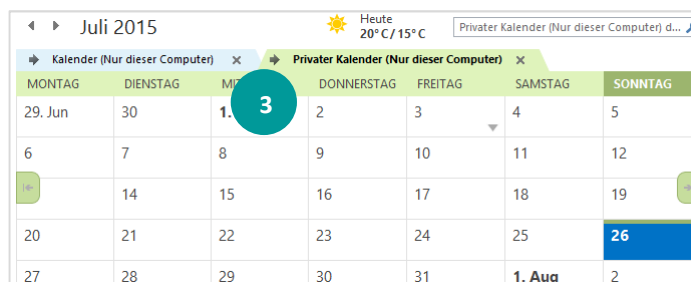 Juli 2015
Heute
20° C / 15° C
Privater Kalender (Nur dieser Computer) d...
Kalender (Nur dieser Computer)
Privater Kalender (Nur dieser Computer)
MONTAG DIENSTAG DONNERSTAG FREITAG SAMSTAG SONNTAG
29. Jun 30 1. 3 2 3 4 5
6 7 8 9 10 11 12
14 15 16 17 18 19
20 21 22 23 24 25 26
27 28 29 30 31 1. Aug 2